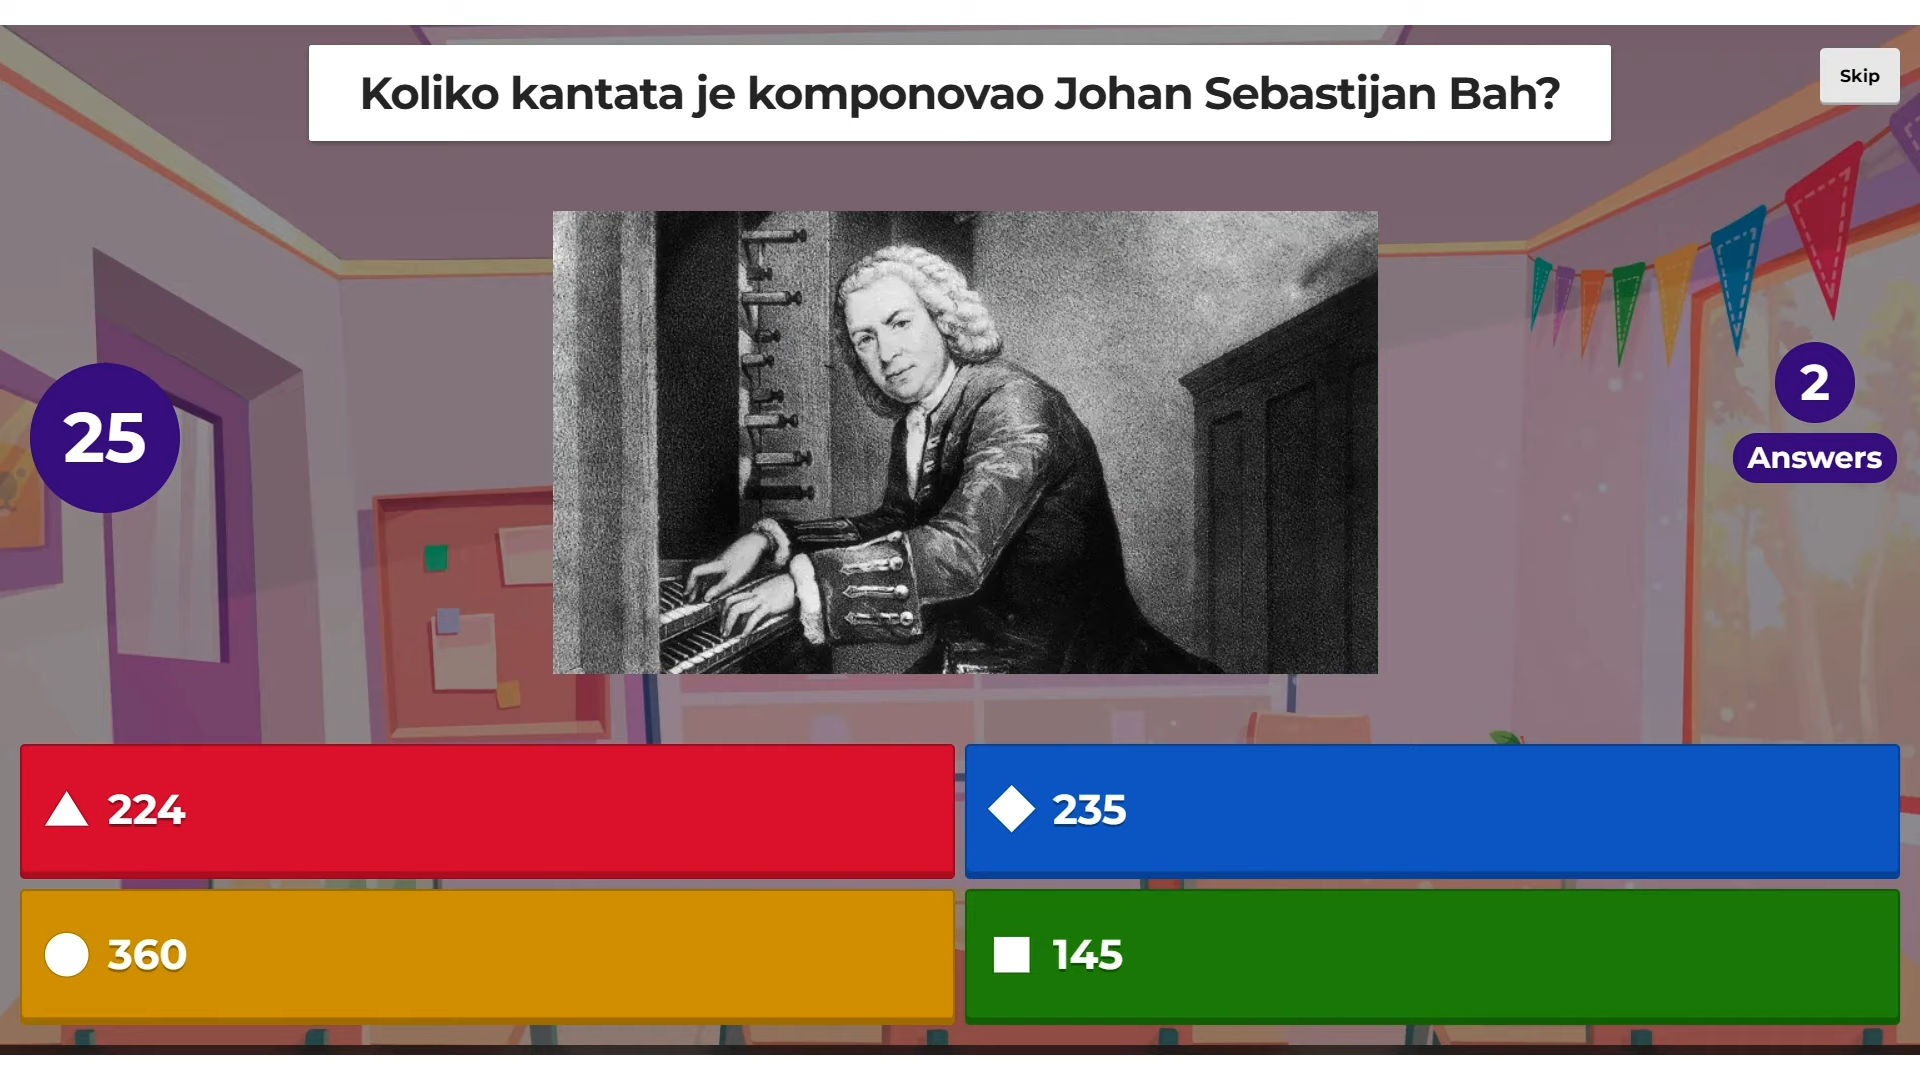 Koliko kantata je komponovao Johan Sebastijan Bah?
Skip
25
2
Answers
224
235
360
145